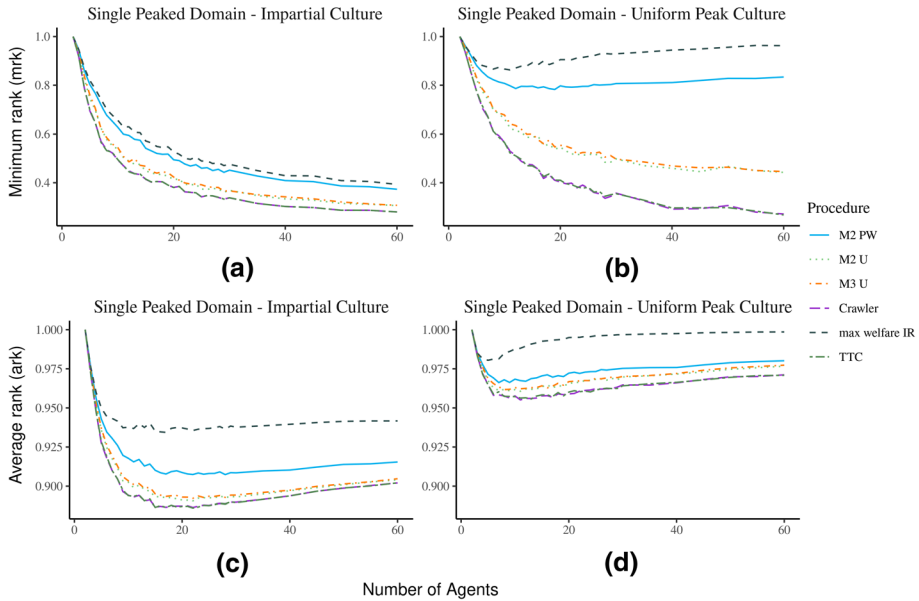 Single Peaked Domain - Impartial Culture
Single Peaked Domain - Uniform Peak Culture
Minimum rank (mrk)
1.0
0.8
0.6
0.4
0
20
40
60
1.0
0.8
0.6
0.4
0
20
40
60
(a)
(b)
Procedure
M2 PW
M2 U
M3 U
Crawler
max welfare IR
TTC
Single Peaked Domain - Impartial Culture
Single Peaked Domain - Uniform Peak Culture
Average rank (ark)
1.000
0.975
0.950
0.925
0.900
0
20
40
60
1.000
0.975
0.950
0.925
0.900
0
20
40
60
(c)
(d)
Number of Agents